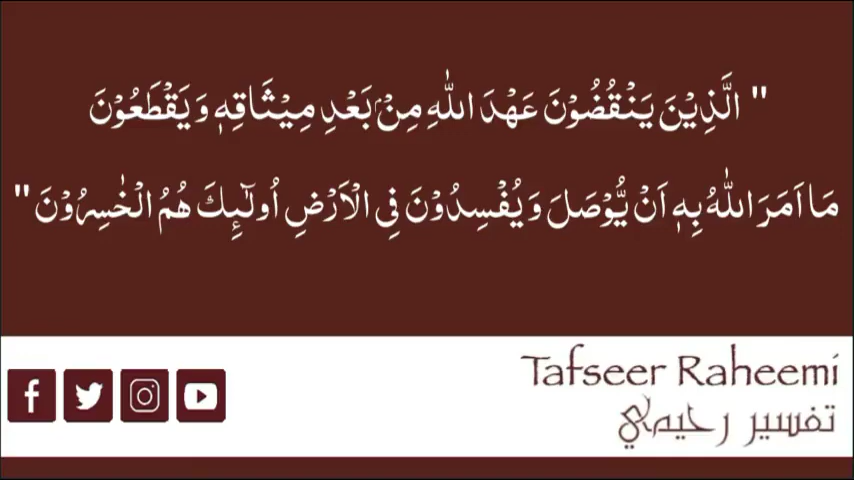 " الَّذِيْنَ يَنْقُضُوْنَ عَهْدَ اللّٰهِ مِنْۢ بَعْدِ مِيْثَاقِهٖ وَيَقْطَعُوْنَ
مَا اَمَرَ اللّٰهُ بِهٖ اَنْ يُّوْصَلَ وَيُفْسِدُوْنَ فِى الْاَرْضِ اُولٰٓئِكَ هُمُ الْخٰسِرُوْنَ "
Tafseer Raheemi
تفسير رحيمي